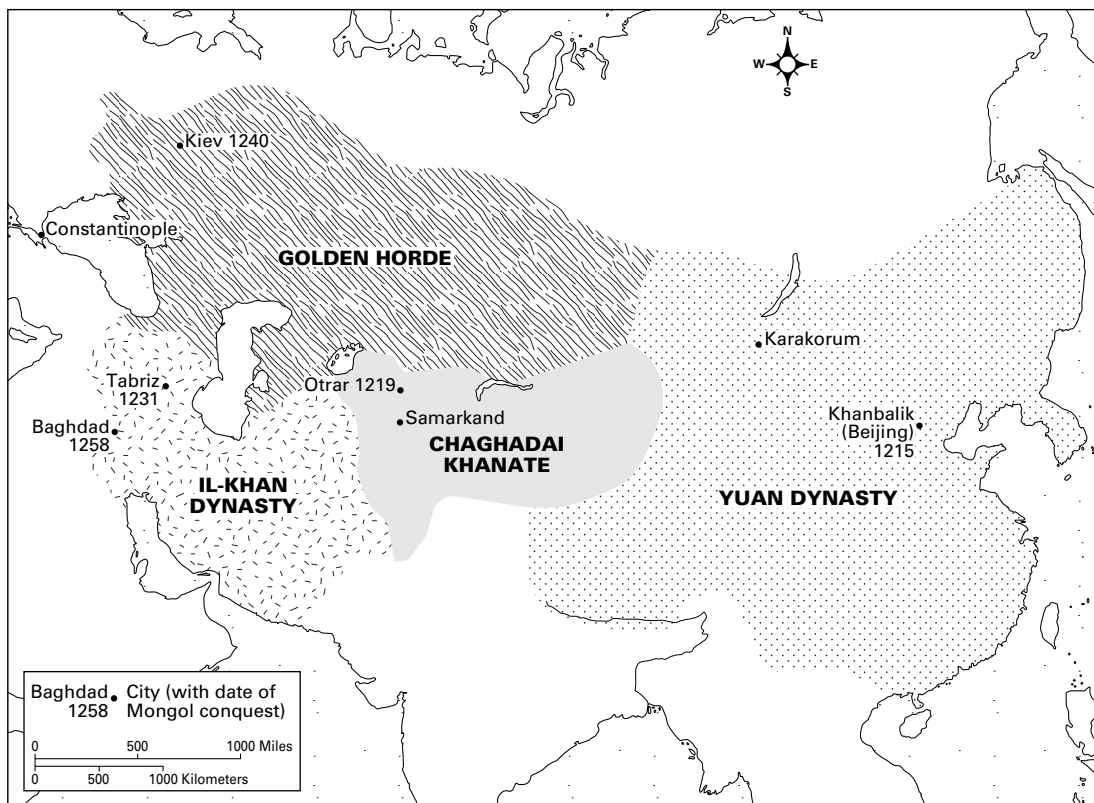 N
W E
S
Kiev 1240
Constantinople
GOLDEN HORDE
Karakorum
Tabriz
1231
Otrar 1219
Samarkand
Baghdad
1258
Khanbalik
(Beijing)
1215
CHAGHADAI
KHANATE
IL-KHAN
DYNASTY
YUAN DYNASTY
Baghdad
1258
City (with date of
Mongol conquest)
0 500 1000 Miles
0 500 1000 Kilometers